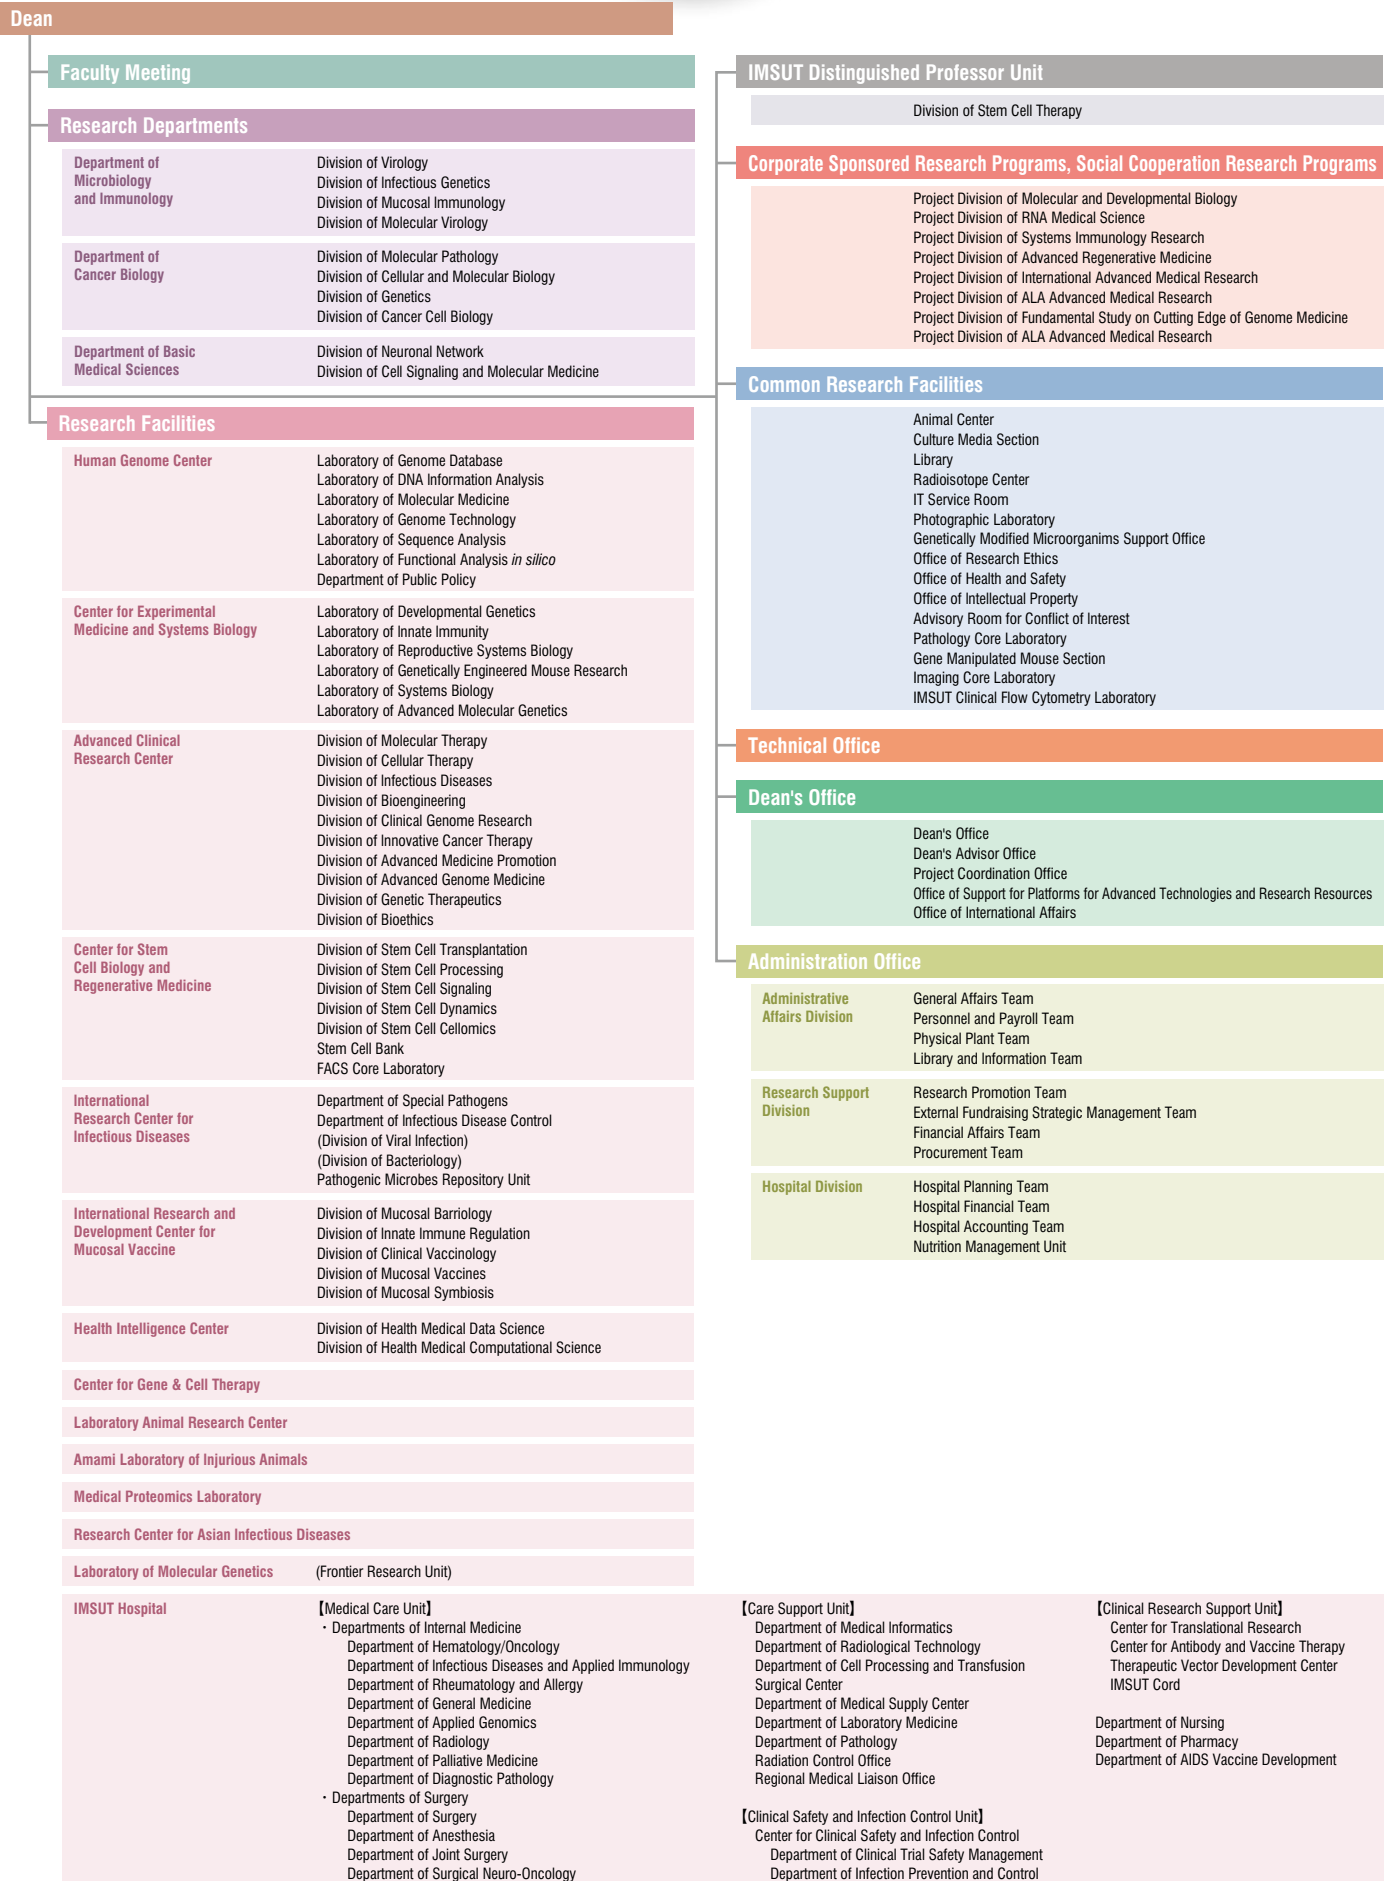 Dean
Faculty Meeting
Research Departments
Department of
Microbiology
and Immunology
Division of Virology
Division of Infectious Genetics
Division of Mucosal Immunology
Division of Molecular Virology
Department of
Cancer Biology
Division of Molecular Pathology
Division of Cellular and Molecular Biology
Division of Genetics
Division of Cancer Cell Biology
Department of Basic
Medical Sciences
Division of Neuronal Network
Division of Cell Signaling and Molecular Medicine
Research Facilities
Human Genome Center
Laboratory of Genome Database
Laboratory of DNA Information Analysis
Laboratory of Molecular Medicine
Laboratory of Genome Technology
Laboratory of Sequence Analysis
Laboratory of Functional Analysis in silico
Department of Public Policy
Center for Experimental
Medicine and Systems Biology
Laboratory of Developmental Genetics
Laboratory of Innate Immunity
Laboratory of Reproductive Systems Biology
Laboratory of Genetically Engineered Mouse Research
Laboratory of Systems Biology
Laboratory of Advanced Molecular Genetics
Advanced Clinical
Research Center
Division of Molecular Therapy
Division of Cellular Therapy
Division of Infectious Diseases
Division of Bioengineering
Division of Clinical Genome Research
Division of Innovative Cancer Therapy
Division of Advanced Medicine Promotion
Division of Advanced Genome Medicine
Division of Genetic Therapeutics
Division of Bioethics
Center for Stem
Cell Biology and
Regenerative Medicine
Division of Stem Cell Transplantation
Division of Stem Cell Processing
Division of Stem Cell Signaling
Division of Stem Cell Dynamics
Division of Stem Cell Cellomics
Stem Cell Bank
FACS Core Laboratory
International
Research Center for
Infectious Diseases
Department of Special Pathogens
Department of Infectious Disease Control
(Division of Viral Infection)
(Division of Bacteriology)
Pathogenic Microbes Repository Unit
International Research and
Development Center for
Mucosal Vaccine
Division of Mucosal Barriology
Division of Innate Immune Regulation
Division of Clinical Vaccinology
Division of Mucosal Vaccines
Division of Mucosal Symbiosis
Health Intelligence Center
Division of Health Medical Data Science
Division of Health Medical Computational Science
Center for Gene & Cell Therapy
Laboratory Animal Research Center
Amami Laboratory of Injurious Animals
Medical Proteomics Laboratory
Research Center for Asian Infectious Diseases
Laboratory of Molecular Genetics
(Frontier Research Unit)
IMSUT Distinguished Professor Unit
Division of Stem Cell Therapy
Corporate Sponsored Research Programs, Social Cooperation Research Programs
Project Division of Molecular and Developmental Biology
Project Division of RNA Medical Science
Project Division of Systems Immunology Research
Project Division of Advanced Regenerative Medicine
Project Division of International Advanced Medical Research
Project Division of ALA Advanced Medical Research
Project Division of Fundamental Study on Cutting Edge of Genome Medicine
Project Division of ALA Advanced Medical Research
Common Research Facilities
Animal Center
Culture Media Section
Library
Radioisotope Center
IT Service Room
Photographic Laboratory
Genetically Modified Microorganims Support Office
Office of Research Ethics
Office of Health and Safety
Office of Intellectual Property
Advisory Room for Conflict of Interest
Pathology Core Laboratory
Gene Manipulated Mouse Section
Imaging Core Laboratory
IMSUT Clinical Flow Cytometry Laboratory
Technical Office
Dean's Office
Dean's Office
Dean's Advisor Office
Project Coordination Office
Office of Support for Platforms for Advanced Technologies and Research Resources
Office of International Affairs
Administration Office
Administrative
Affairs Division
General Affairs Team
Personnel and Payroll Team
Physical Plant Team
Library and Information Team
Research Support
Division
Research Promotion Team
External Fundraising Strategic Management Team
Financial Affairs Team
Procurement Team
Hospital Division
Hospital Planning Team
Hospital Financial Team
Hospital Accounting Team
Nutrition Management Unit
IMSUT Hospital
【Medical Care Unit】
・Departments of Internal Medicine
Department of Hematology/Oncology
Department of Infectious Diseases and Applied Immunology
Department of Rheumatology and Allergy
Department of General Medicine
Department of Applied Genomics
Department of Radiology
Department of Palliative Medicine
Department of Diagnostic Pathology
・Departments of Surgery
Department of Surgery
Department of Anesthesia
Department of Joint Surgery
Department of Surgical Neuro-Oncology
【Care Support Unit】
Department of Medical Informatics
Department of Radiological Technology
Department of Cell Processing and Transfusion
Surgical Center
Department of Medical Supply Center
Department of Laboratory Medicine
Department of Pathology
Radiation Control Office
Regional Medical Liaison Office
【Clinical Safety and Infection Control Unit】
Center for Clinical Safety and Infection Control
Department of Clinical Trial Safety Management
Department of Infection Prevention and Control
【Clinical Research Support Unit】
Center for Translational Research
Center for Antibody and Vaccine Therapy
Therapeutic Vector Development Center
IMSUT Cord
Department of Nursing
Department of Pharmacy
Department of AIDS Vaccine Development